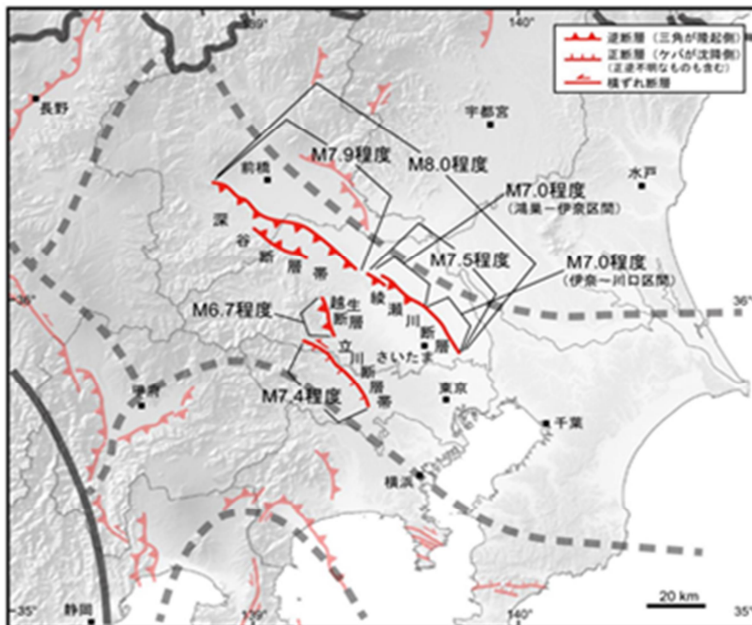 139°
140°
逆断層（三角が隆起側）
正断層（ケバが沈降側）
（正逆不明なものも含む）
横ずれ断層
長野
宇都宮
M7.9程度
M8.0程度
前橋
水戸
M7.0程度
（鴻巣－伊奈区間）
深谷断層帯
M7.5程度
M7.0程度
（伊奈－川口区間）
36°
36°
綾瀬川断層
M6.7程度
越生断層
さいたま
立川断層帯
甲府
東京
M7.4程度
千葉
横浜
20 km
35°
静岡
139°
140°
35°